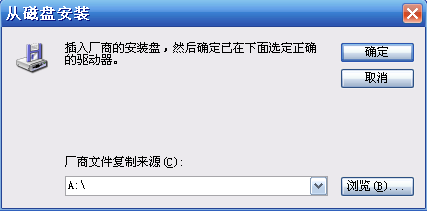 从磁盘安装
插入厂商的安装盘，然后确定已在下面选定正确
的驱动器。
确定
取消
厂商文件复制来源(C):
A:\
浏览(B)...